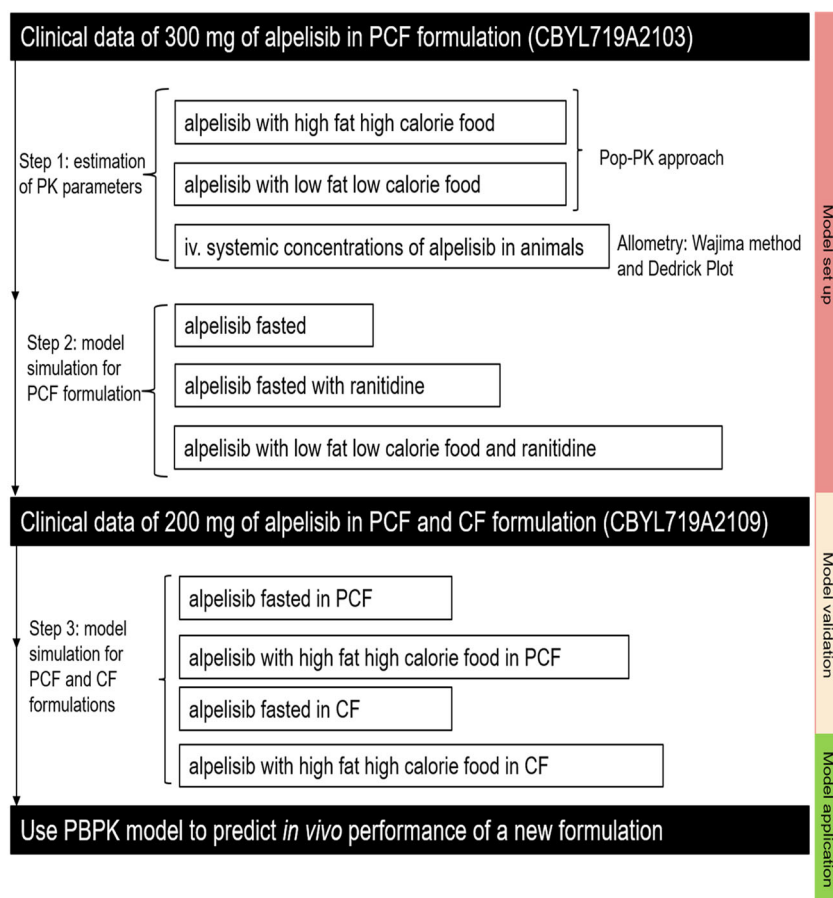 Clinical data of 300 mg of alpelisib in PCF formulation (CBYL719A2103)
Step 1: estimation
of PK parameters
alpelisib with high fat high calorie food
alpelisib with low fat low calorie food
Pop-PK approach
iv. systemic concentrations of alpelisib in animals
Allometry: Wajima method
and Dedrick Plot
Step 2: model
simulation for
PCF formulation
alpelisib fasted
alpelisib fasted with ranitidine
alpelisib with low fat low calorie food and ranitidine
Model set up
Clinical data of 200 mg of alpelisib in PCF and CF formulation (CBYL719A2109)
Step 3: model
simulation for
PCF and CF
formulations
alpelisib fasted in PCF
alpelisib with high fat high calorie food in PCF
alpelisib fasted in CF
alpelisib with high fat high calorie food in CF
Model validation
Use PBPK model to predict in vivo performance of a new formulation
Model application